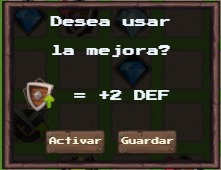 Desea usar
la mejora?
= +2 DEF
Activar Guardar